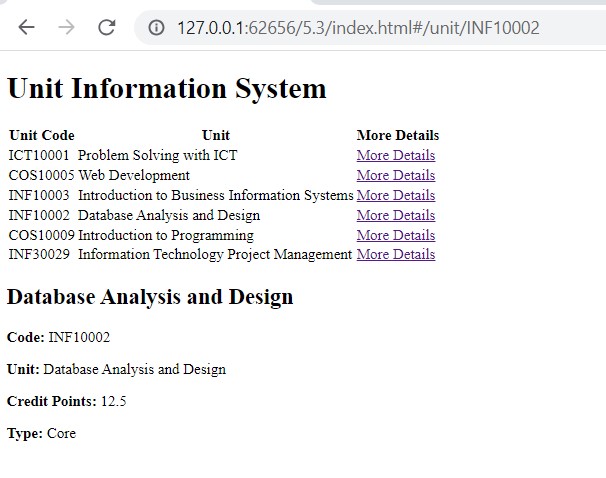 127.0.0.1:62656/5.3/index.html#/unit/INF10002
Unit Information System
Unit Code Unit More Details
ICT10001 Problem Solving with ICT More Details
COS10005 Web Development More Details
INF10003 Introduction to Business Information Systems More Details
INF10002 Database Analysis and Design More Details
COS10009 Introduction to Programming More Details
INF30029 Information Technology Project Management More Details
Database Analysis and Design
Code: INF10002
Unit: Database Analysis and Design
Credit Points: 12.5
Type: Core